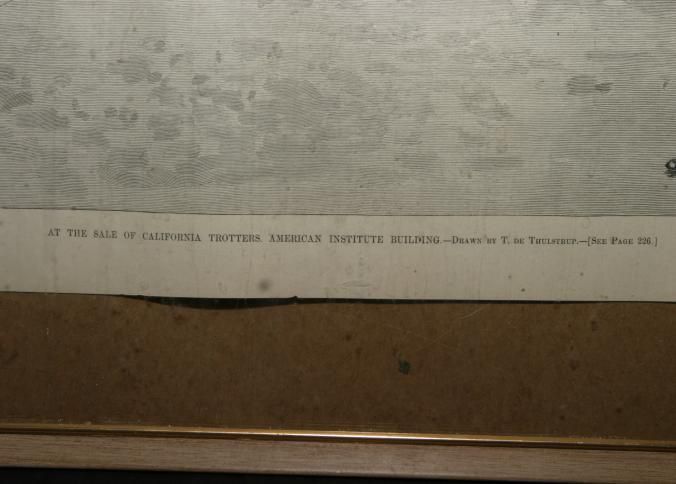 AT THE SALE OF CALIFORNIA TROTTERS. AMERICAN INSTITUTE BUILDING.—DRAWN BY T. DE THULSTRUP.—[SEE PAGE 226.]